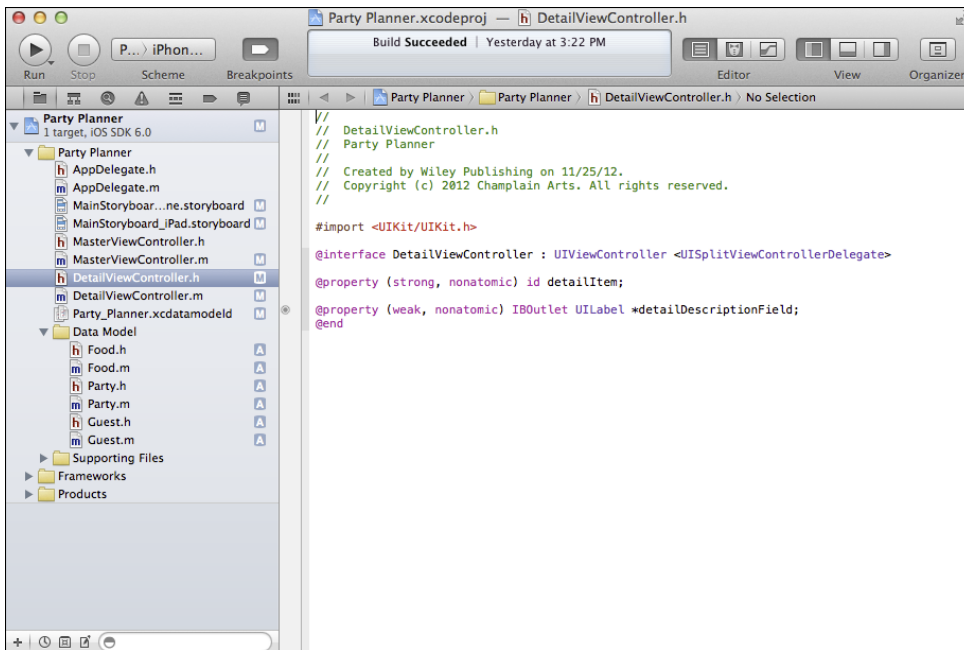 Party Planner.xcodeproj — h DetailViewController.h
P... iPhon...
Build Succeeded | Yesterday at 3:22 PM
Run Stop Scheme Breakpoints Editor View Organizer
Party Planner Party Planner h DetailViewController.h No Selection
Party Planner M
1 target, iOS SDK 6.0
Party Planner
h AppDelegate.h
m AppDelegate.m
MainStoryboar...ne.storyboard M
MainStoryboard_iPad.storyboard M
h MasterViewController.h
m MasterViewController.m M
h DetailViewController.h M
m DetailViewController.m M
Party_Planner.xcdatamodeld M
Data Model
h Food.h A
m Food.m A
h Party.h A
m Party.m A
h Guest.h A
m Guest.m A
Supporting Files
Frameworks
Products
//
// DetailViewController.h
// Party Planner
//
// Created by Wiley Publishing on 11/25/12.
// Copyright (c) 2012 Champlain Arts. All rights reserved.
//
#import <UIKit/UIKit.h>
@interface DetailViewController : UIViewController <UISplitViewControllerDelegate>
@property (strong, nonatomic) id detailItem;
@property (weak, nonatomic) IBOutlet UILabel *detailDescriptionField;
@end